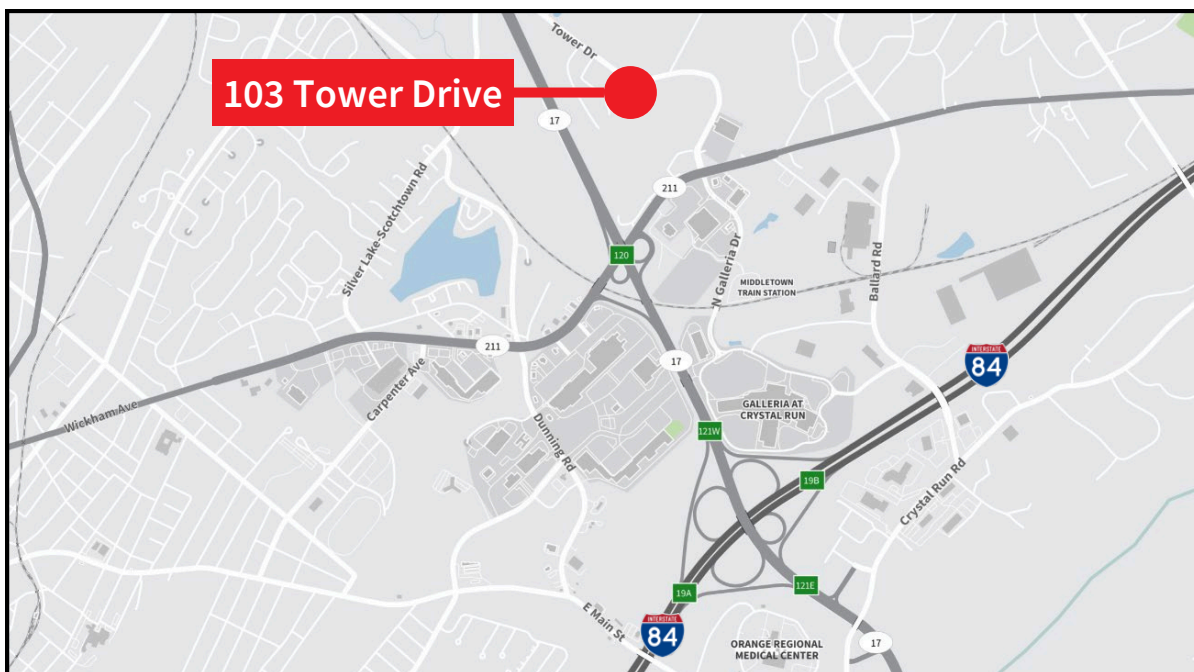 Tower Dr
103 Tower Drive
17
211
Silver Lake-Scotchtown Rd
120
N Galleria Dr
Ballard Rd
MIDDLETOWN
TRAIN STATION
211
17
INTERSTATE
84
Wickham Ave
Carpenter Ave
GALLERIA AT
CRYSTAL RUN
Dunning Rd
121W
19B
Crystal Run Rd
121E
19A
E Main St
INTERSTATE
84
ORANGE REGIONAL
MEDICAL CENTER
17